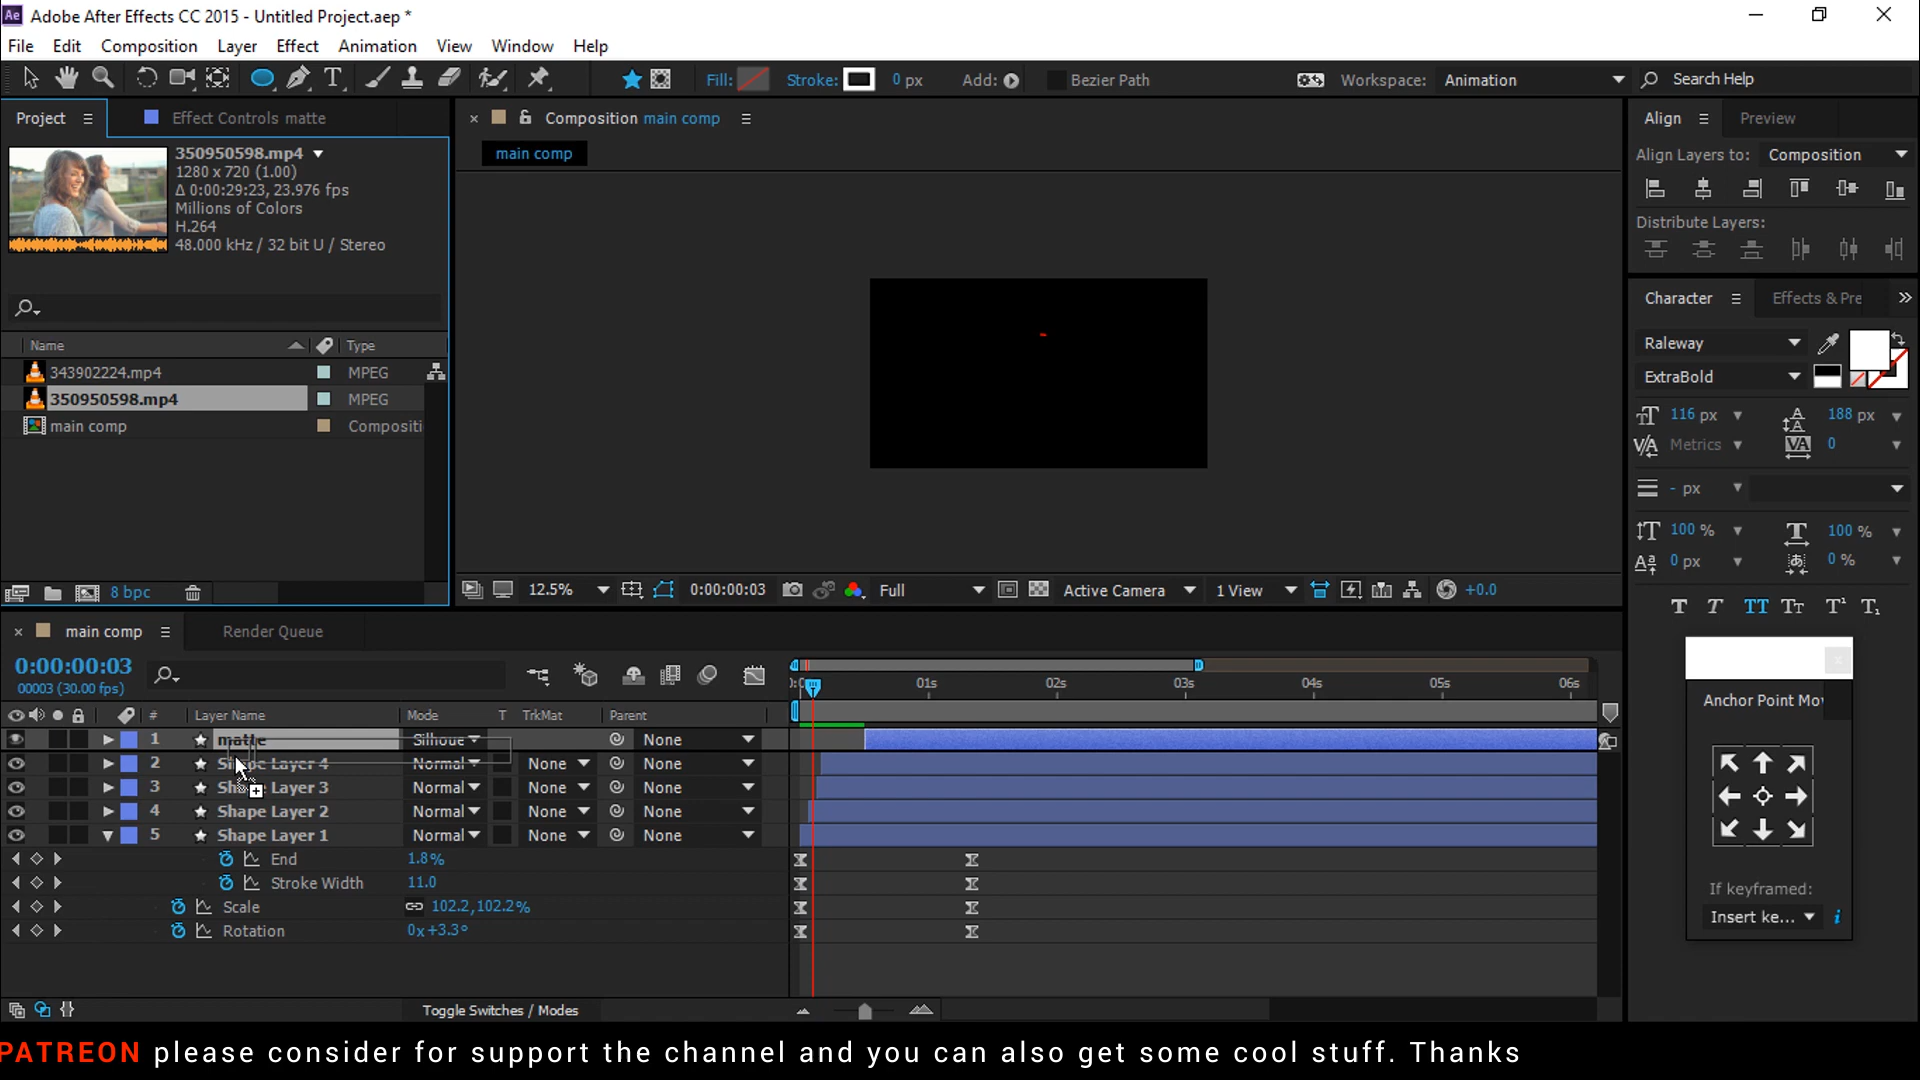 Ae Adobe After Effects CC 2015 - Untitled Project.aep *
File Edit Composition Layer Effect Animation View Window Help
T Fill: Stroke: 0 px Add: Bezier Path Workspace: Animation Search Help
Project Effect Controls matte
350950598.mp4
1280 x 720 (1.00)
Δ 0:00:29:23, 23.976 fps
Millions of Colors
H.264
48.000 kHz / 32 bit U / Stereo
Name Type
343902224.mp4 MPEG
350950598.mp4 MPEG
main comp Compositi
8 bpc
Composition main comp
main comp
12.5% 0:00:00:03 Full Active Camera 1 View +0.0
Align Preview
Align Layers to: Composition
Distribute Layers:
Character Effects & Pre
Raleway
ExtraBold
116 px 188 px
Metrics 0
- px
100 % 100 %
0 px 0 %
T T TT Tt T¹ T₁
Anchor Point Mo
If keyframed:
Insert ke... i
main comp Render Queue
0:00:00:03
00003 (30.00 fps)
01s 02s 03s 04s 05s 06s
# Layer Name Mode T TrkMat Parent
1 matte Silhoue None
2 Shape Layer 4 Normal None None
3 Shape Layer 3 Normal None None
4 Shape Layer 2 Normal None None
5 Shape Layer 1 Normal None None
End 1.8%
Stroke Width 11.0
Scale 102.2,102.2%
Rotation 0x+3.3°
Toggle Switches / Modes
PATREON please consider for support the channel and you can also get some cool stuff. Thanks